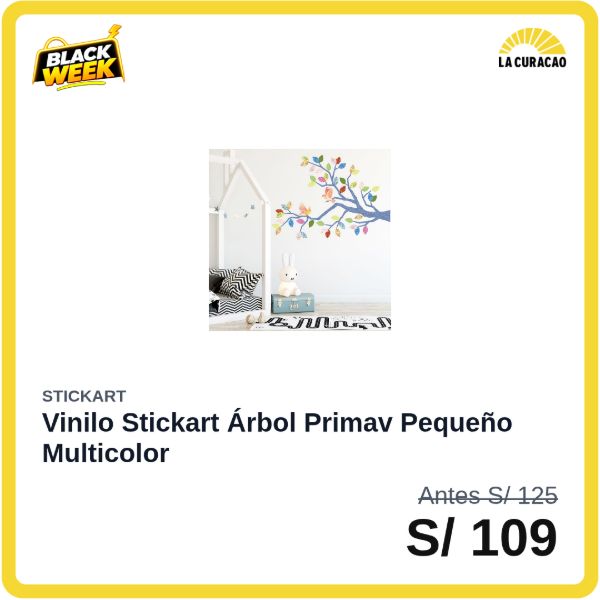 BLACK
WEEK
LA CURACAO
STICKART
Vinilo Stickart Árbol Primav Pequeño
Multicolor
Antes S/ 125
S/ 109